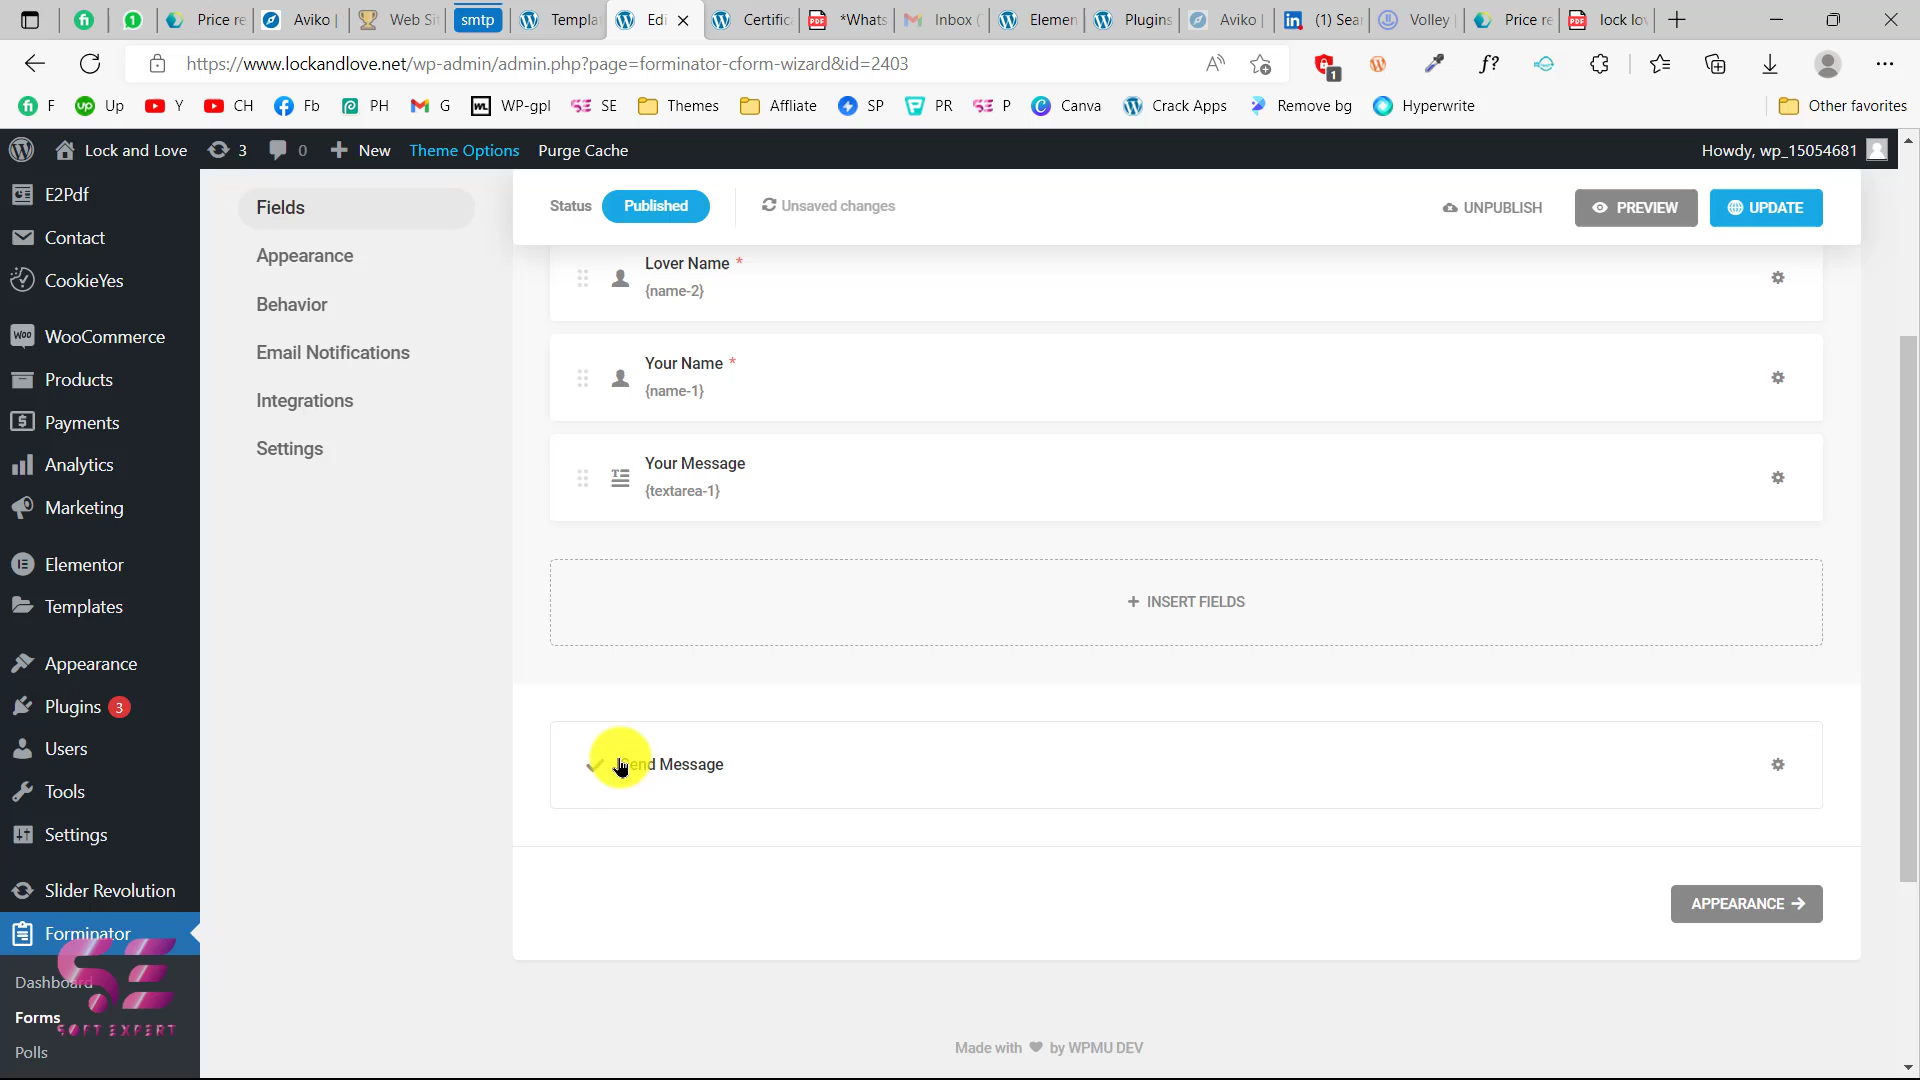 Price re
Aviko |
Web Sit
smtp
Templa
Edi
Certific
*Whats
Inbox (
Elemen
Plugins
Aviko |
(1) Sea
Volley
Price re
lock lov
https://www.lockandlove.net/wp-admin/admin.php?page=forminator-cform-wizard&id=2403
F
Up
Y
CH
Fb
PH
G
WP-gpl
SE
Themes
Affliate
SP
PR
P
Canva
Crack Apps
Remove bg
Hyperwrite
Other favorites
Lock and Love
3
0
New
Theme Options
Purge Cache
Howdy, wp_15054681
E2Pdf
Contact
CookieYes
WooCommerce
Products
Payments
Analytics
Marketing
Elementor
Templates
Appearance
Plugins 3
Users
Tools
Settings
Slider Revolution
Forminator
Dashboard
Forms
Polls
SOFT EXPERT
Fields
Appearance
Behavior
Email Notifications
Integrations
Settings
Status
Published
Unsaved changes
UNPUBLISH
PREVIEW
UPDATE
Lover Name *
{name-2}
Your Name *
{name-1}
Your Message
{textarea-1}
+ INSERT FIELDS
Send Message
APPEARANCE →
Made with ♥ by WPMU DEV